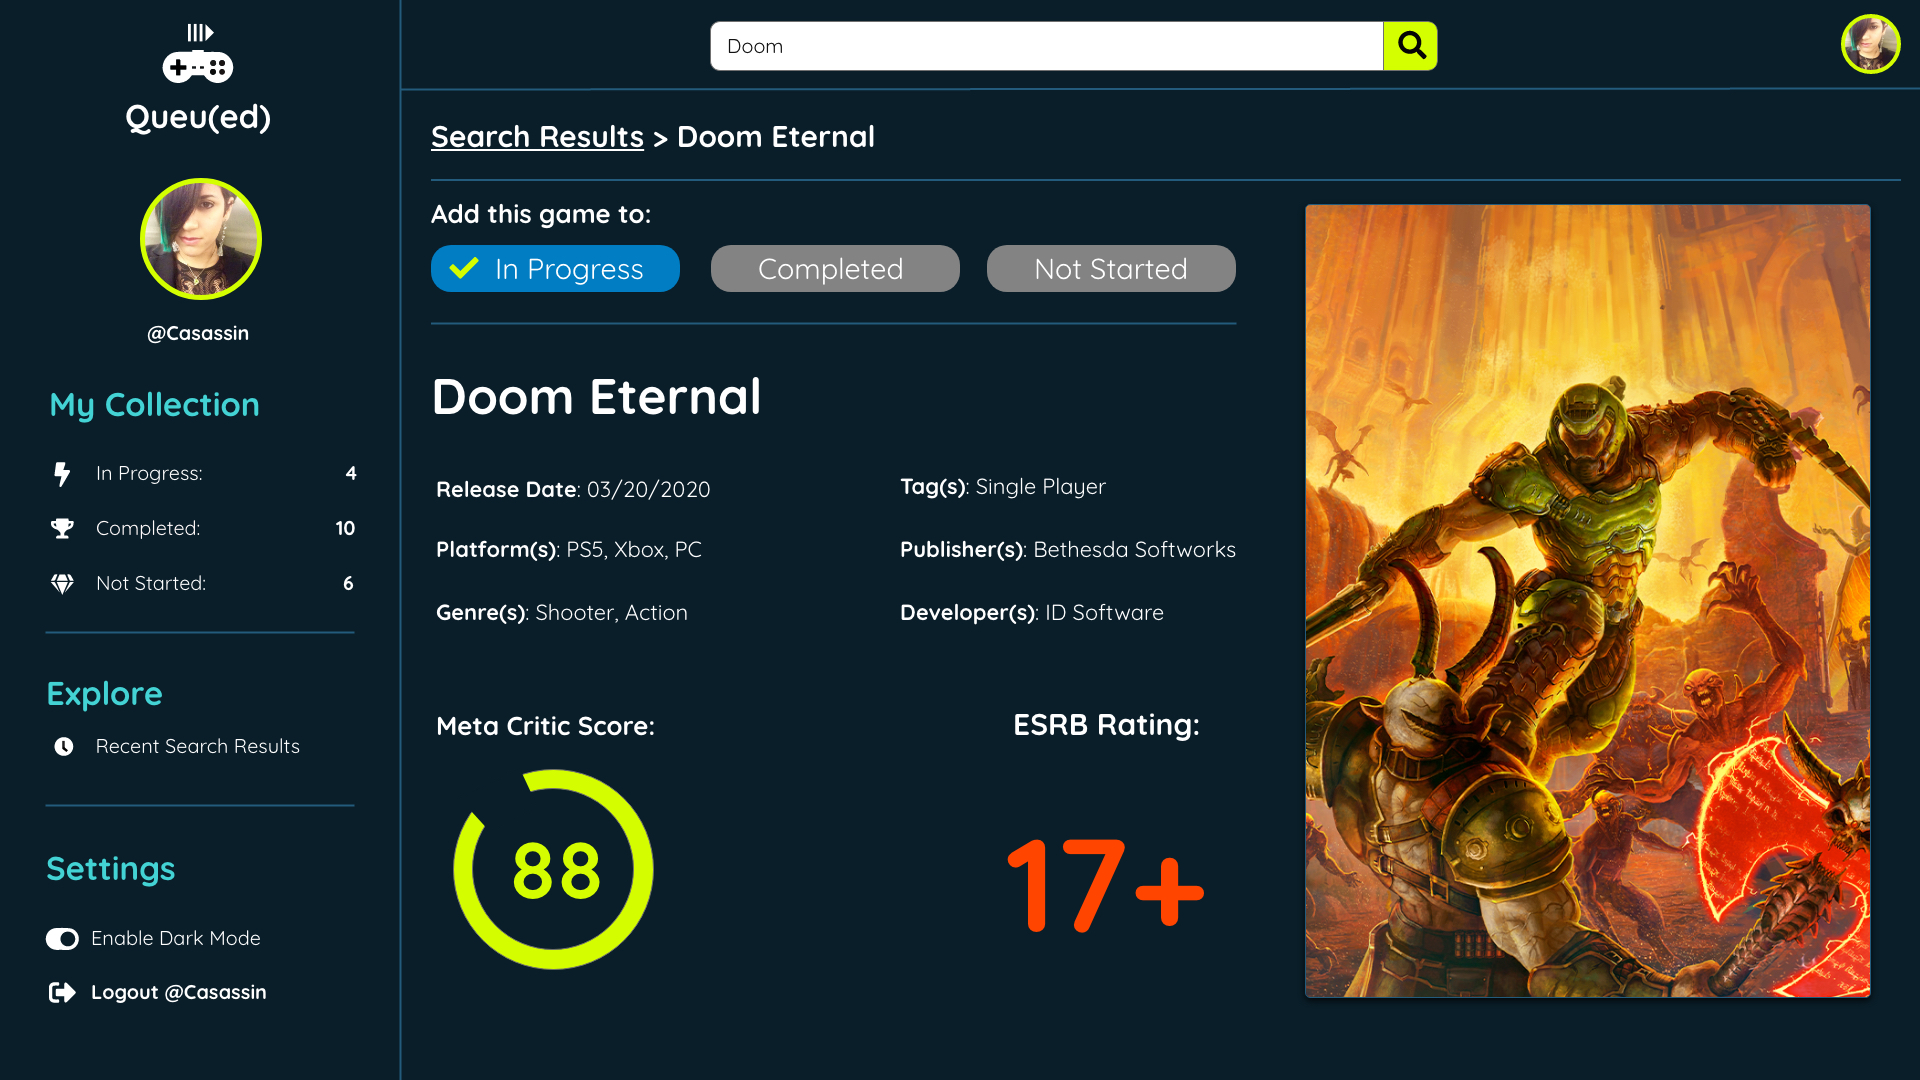 Queu(ed)
@Casassin
My Collection
In Progress: 4
Completed: 10
Not Started: 6
Explore
Recent Search Results
Settings
Enable Dark Mode
Logout @Casassin
Doom
Search Results > Doom Eternal
Add this game to:
In Progress
Completed
Not Started
Doom Eternal
Release Date: 03/20/2020
Tag(s): Single Player
Platform(s): PS5, Xbox, PC
Publisher(s): Bethesda Softworks
Genre(s): Shooter, Action
Developer(s): ID Software
Meta Critic Score:
88
ESRB Rating:
17+